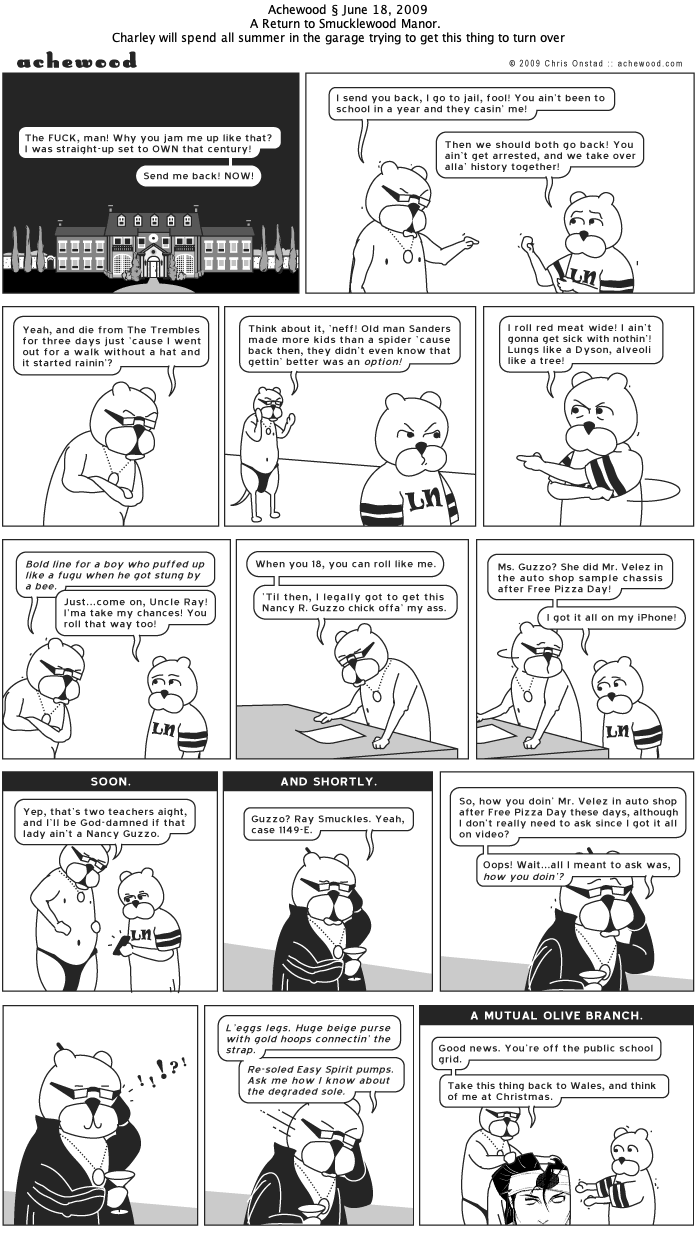 Achewood § June 18, 2009
A Return to Smucklewood Manor.
Charley will spend all summer in the garage trying to get this thing to turn over
achewood
© 2009 Chris Onstad :: achewood.com
The FUCK, man! Why you jam me up like that?
I was straight-up set to OWN that century!
Send me back! NOW!
I send you back, I go to jail, fool! You ain't been to
school in a year and they casin' me!
Then we should both go back! You
ain't get arrested, and we take over
alla' history together!
LN
Yeah, and die from The Trembles
for three days just 'cause I went
out for a walk without a hat and
it started rainin'?
Think about it, 'neff! Old man Sanders
made more kids than a spider 'cause
back then, they didn't even know that
gettin' better was an option!
LN
I roll red meat wide! I ain't
gonna get sick with nothin'!
Lungs like a Dyson, alveoli
like a tree!
Bold line for a boy who puffed up
like a fugu when he got stung by
a bee.
Just...come on, Uncle Ray!
I'ma take my chances! You
roll that way too!
LN
When you 18, you can roll like me.
'Til then, I legally got to get this
Nancy R. Guzzo chick offa' my ass.
Ms. Guzzo? She did Mr. Velez in
the auto shop sample chassis
after Free Pizza Day!
I got it all on my iPhone!
LN
SOON.
Yep, that's two teachers aight,
and I'll be God-damned if that
lady ain't a Nancy Guzzo.
LN
AND SHORTLY.
Guzzo? Ray Smuckles. Yeah,
case 1149-E.
So, how you doin' Mr. Velez in auto shop
after Free Pizza Day these days, although
I don't really need to ask since I got it all
on video?
Oops! Wait...all I meant to ask was,
how you doin'?
!!!?!
L'eggs legs. Huge beige purse
with gold hoops connectin' the
strap.
Re-soled Easy Spirit pumps.
Ask me how I know about
the degraded sole.
A MUTUAL OLIVE BRANCH.
Good news. You're off the public school
grid.
Take this thing back to Wales, and think
of me at Christmas.